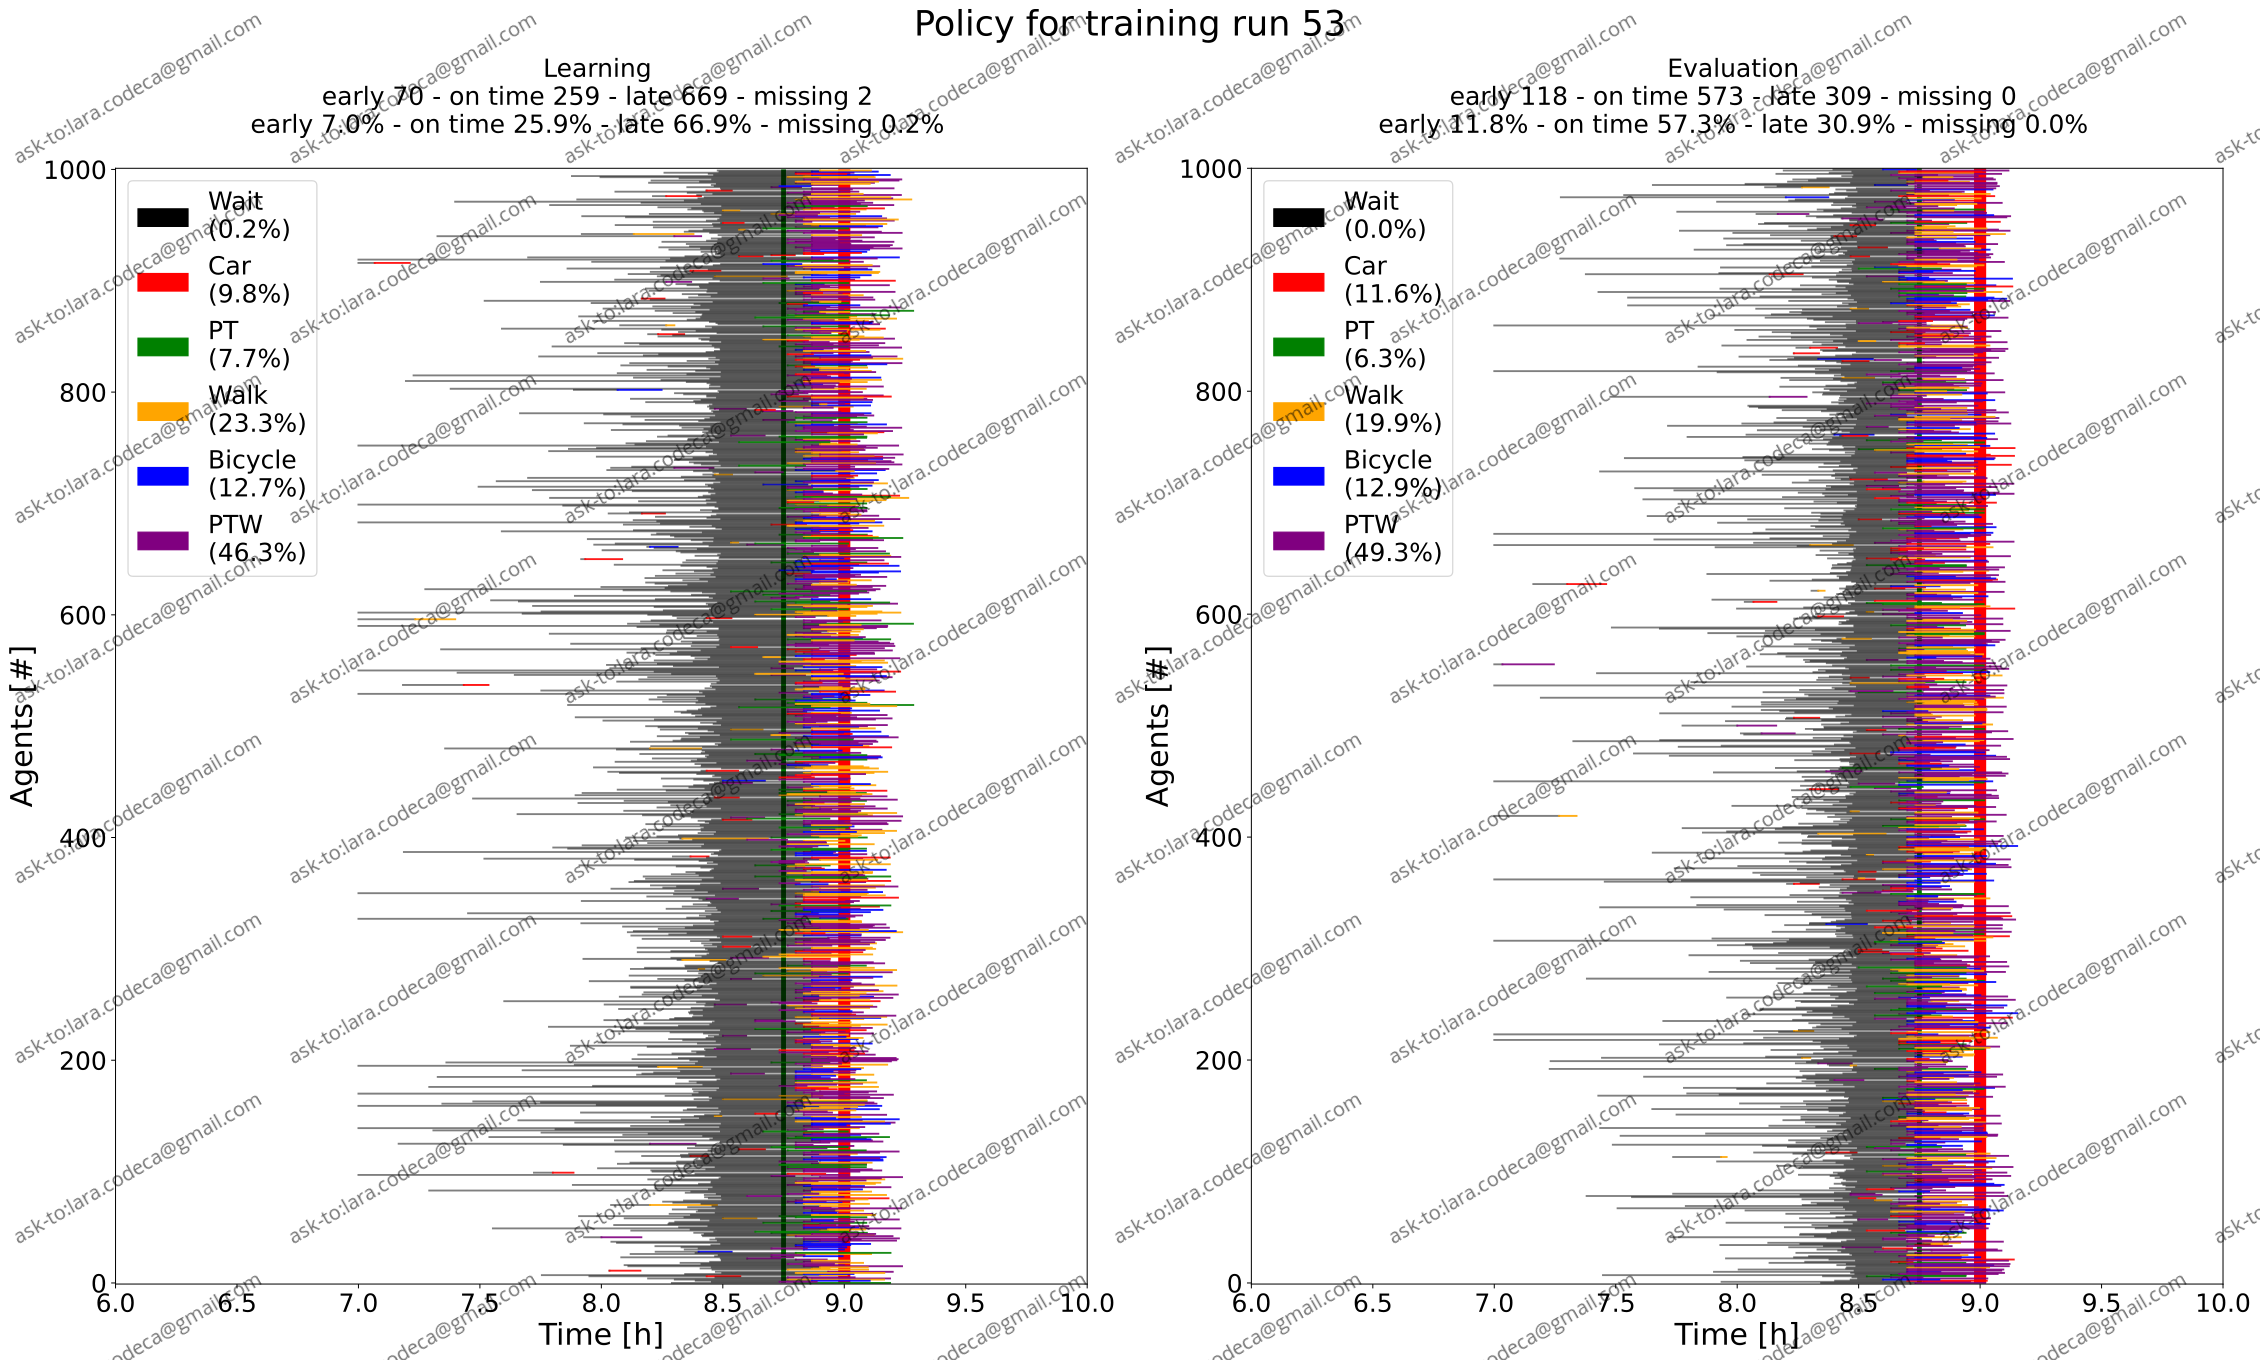 Policy for training run 53
Learning
early 70 - on time 259 - late 669 - missing 2
early 7.0% - on time 25.9% - late 66.9% - missing 0.2%
Agents [#]
1000
800
600
400
200
0
Wait
(0.2%)
Car
(9.8%)
PT
(7.7%)
Walk
(23.3%)
Bicycle
(12.7%)
PTW
(46.3%)
6.0 6.5 7.0 7.5 8.0 8.5 9.0 9.5 10.0
Time [h]
Evaluation
early 118 - on time 573 - late 309 - missing 0
early 11.8% - on time 57.3% - late 30.9% - missing 0.0%
Agents [#]
1000
800
600
400
200
0
Wait
(0.0%)
Car
(11.6%)
PT
(6.3%)
Walk
(19.9%)
Bicycle
(12.9%)
PTW
(49.3%)
6.0 6.5 7.0 7.5 8.0 8.5 9.0 9.5 10.0
Time [h]
ask-to:lara.codeca@gmail.com